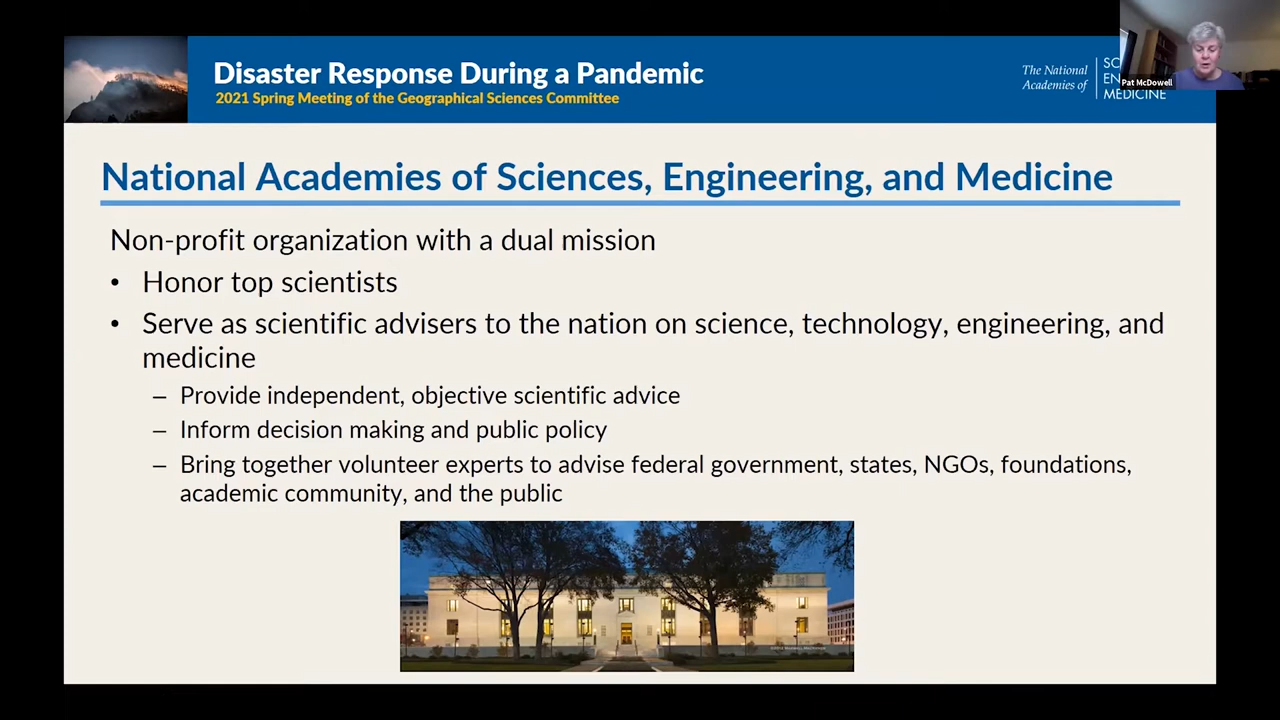 Disaster Response During a Pandemic
2021 Spring Meeting of the Geographical Sciences Committee
The National
Academies of
SC
EN
MEDICINE
Pat McDowell
National Academies of Sciences, Engineering, and Medicine
Non-profit organization with a dual mission
• Honor top scientists
• Serve as scientific advisers to the nation on science, technology, engineering, and
medicine
– Provide independent, objective scientific advice
– Inform decision making and public policy
– Bring together volunteer experts to advise federal government, states, NGOs, foundations,
academic community, and the public